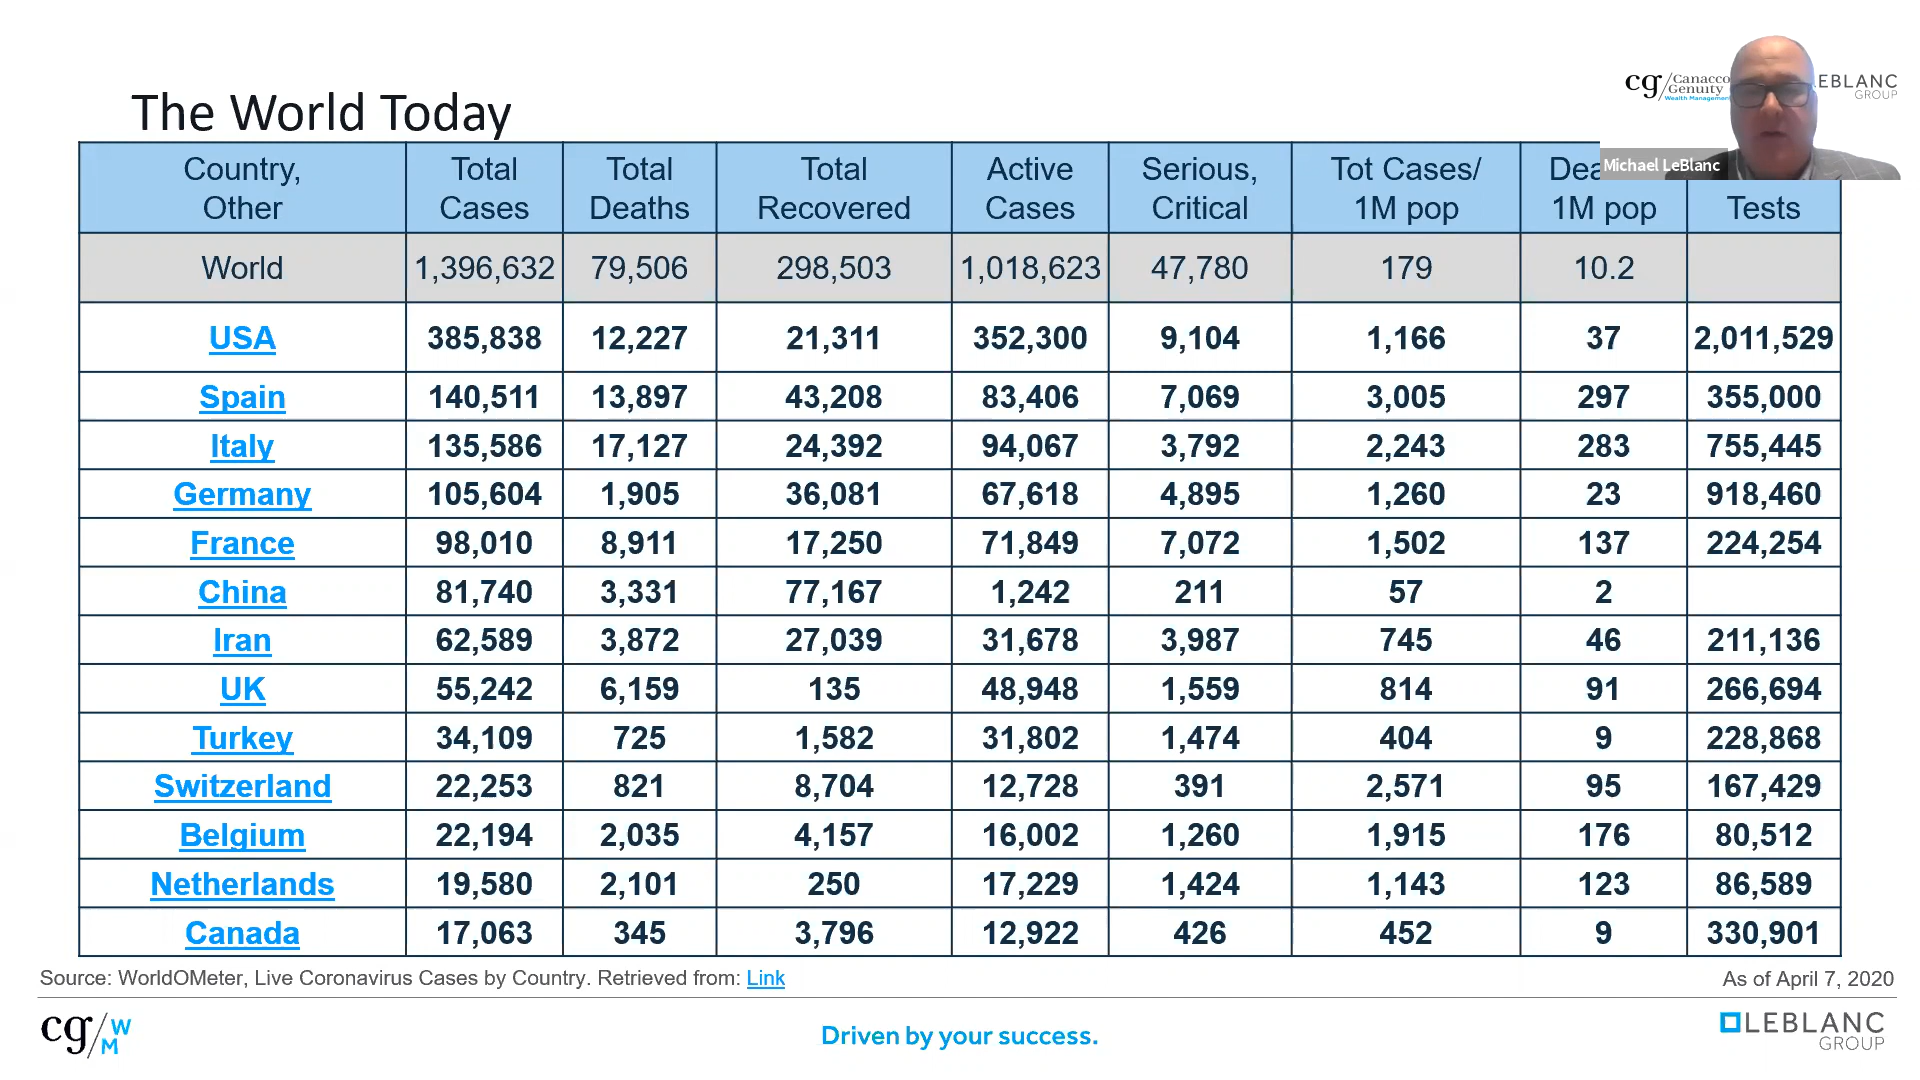 cg/Canacco
Genuity
Wealth Management
EBLANC
GROUP
The World Today
Michael LeBlanc
Country, Other | Total Cases | Total Deaths | Total Recovered | Active Cases | Serious, Critical | Tot Cases/ 1M pop | Dea 1M pop | Tests
World 1,396,632 79,506 298,503 1,018,623 47,780 179 10.2
USA 385,838 12,227 21,311 352,300 9,104 1,166 37 2,011,529
Spain 140,511 13,897 43,208 83,406 7,069 3,005 297 355,000
Italy 135,586 17,127 24,392 94,067 3,792 2,243 283 755,445
Germany 105,604 1,905 36,081 67,618 4,895 1,260 23 918,460
France 98,010 8,911 17,250 71,849 7,072 1,502 137 224,254
China 81,740 3,331 77,167 1,242 211 57 2
Iran 62,589 3,872 27,039 31,678 3,987 745 46 211,136
UK 55,242 6,159 135 48,948 1,559 814 91 266,694
Turkey 34,109 725 1,582 31,802 1,474 404 9 228,868
Switzerland 22,253 821 8,704 12,728 391 2,571 95 167,429
Belgium 22,194 2,035 4,157 16,002 1,260 1,915 176 80,512
Netherlands 19,580 2,101 250 17,229 1,424 1,143 123 86,589
Canada 17,063 345 3,796 12,922 426 452 9 330,901
Source: WorldOMeter, Live Coronavirus Cases by Country. Retrieved from: Link
As of April 7, 2020
cg/WM
Driven by your success.
LEBLANC
GROUP